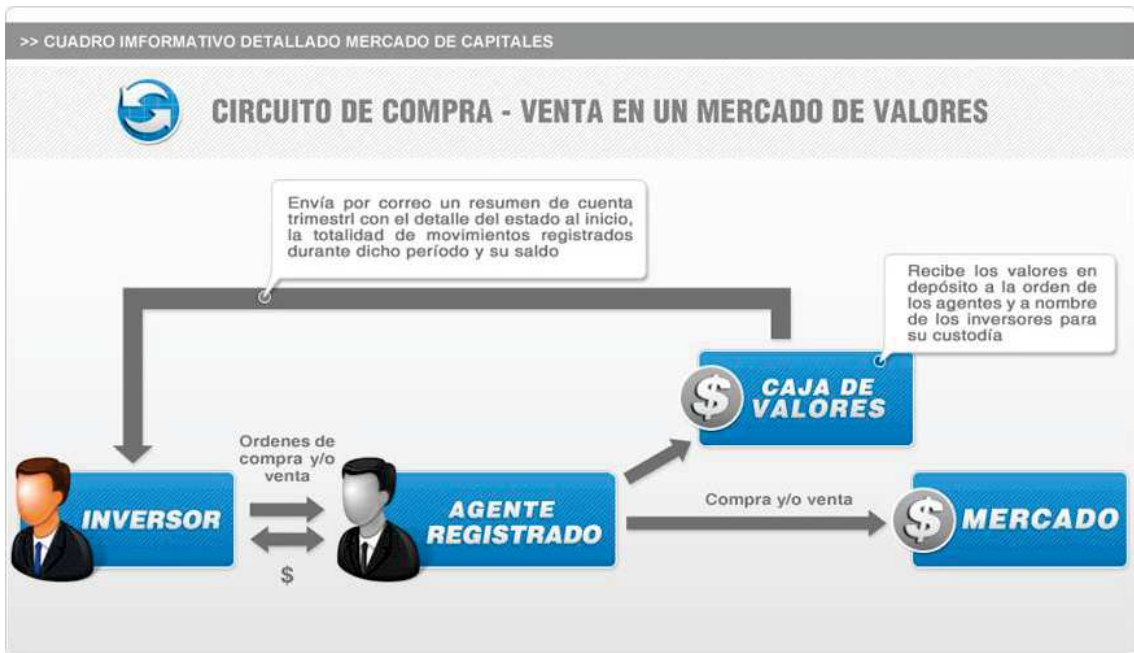 >> CUADRO IMFORMATIVO DETALLADO MERCADO DE CAPITALES
CIRCUITO DE COMPRA - VENTA EN UN MERCADO DE VALORES
Envía por correo un resumen de cuenta
trimestrl con el detalle del estado al inicio,
la totalidad de movimientos registrados
durante dicho período y su saldo
Recibe los valores en
depósito a la orden de
los agentes y a nombre
de los inversores para
su custodía
$
CAJA DE
VALORES
Ordenes de
compra y/o
venta
INVERSOR
$
AGENTE
REGISTRADO
Compra y/o venta
$
MERCADO